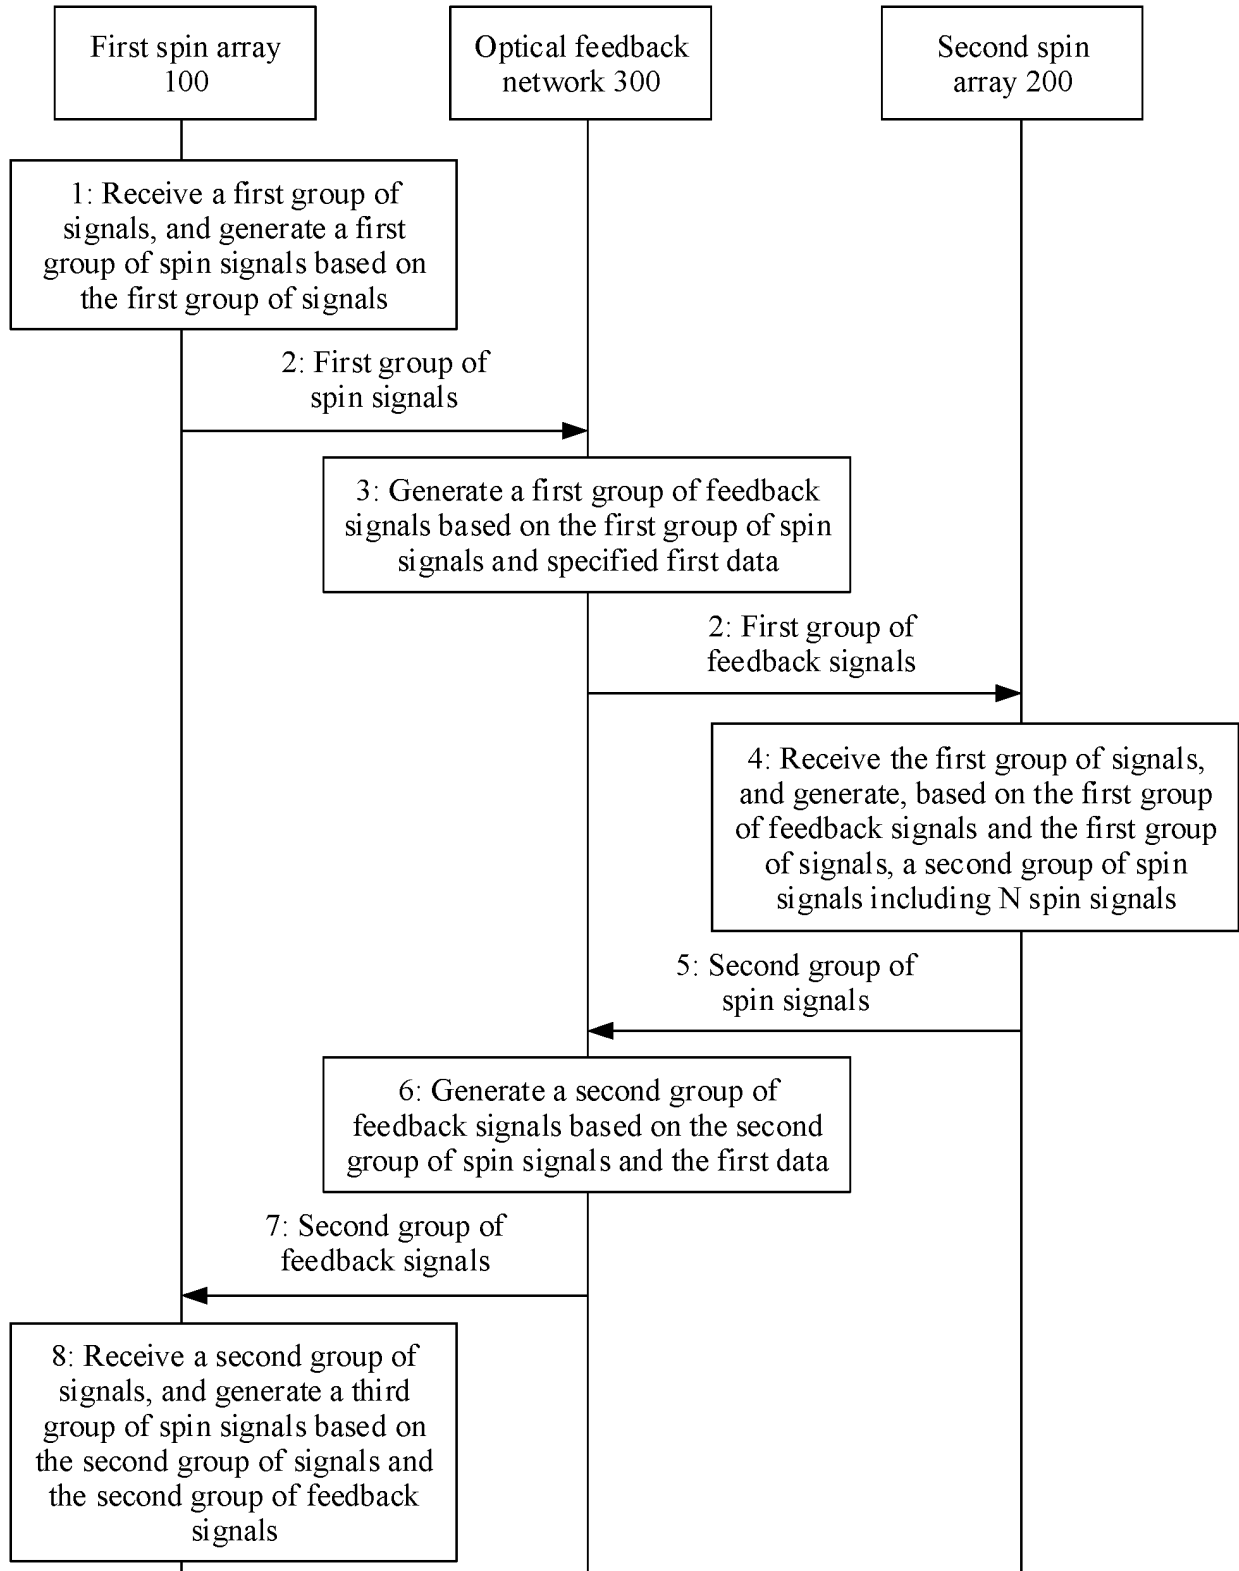 First spin array
100
Optical feedback
network 300
Second spin
array 200
1: Receive a first group of
signals, and generate a first
group of spin signals based on
the first group of signals
2: First group of
spin signals
3: Generate a first group of feedback
signals based on the first group of spin
signals and specified first data
2: First group of
feedback signals
4: Receive the first group of signals,
and generate, based on the first group
of feedback signals and the first group
of signals, a second group of spin
signals including N spin signals
5: Second group of
spin signals
6: Generate a second group of
feedback signals based on the second
group of spin signals and the first data
7: Second group of
feedback signals
8: Receive a second group of
signals, and generate a third
group of spin signals based on
the second group of signals and
the second group of feedback
signals